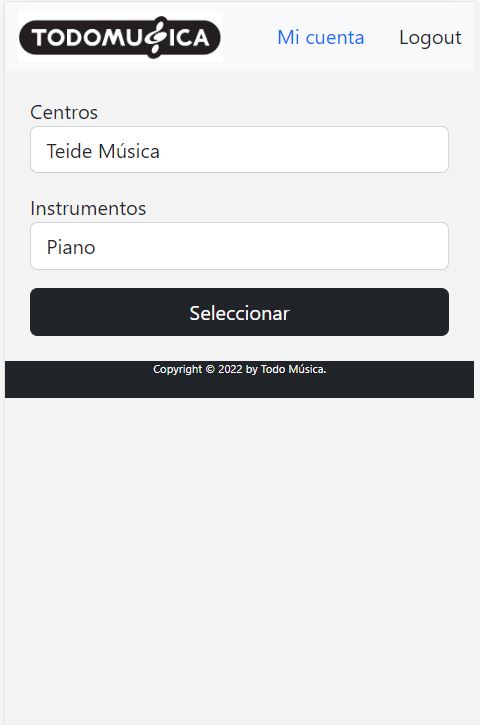 TODOMUSICA
Mi cuenta
Logout
Centros
Teide Música
Instrumentos
Piano
Seleccionar
Copyright © 2022 by Todo Música.